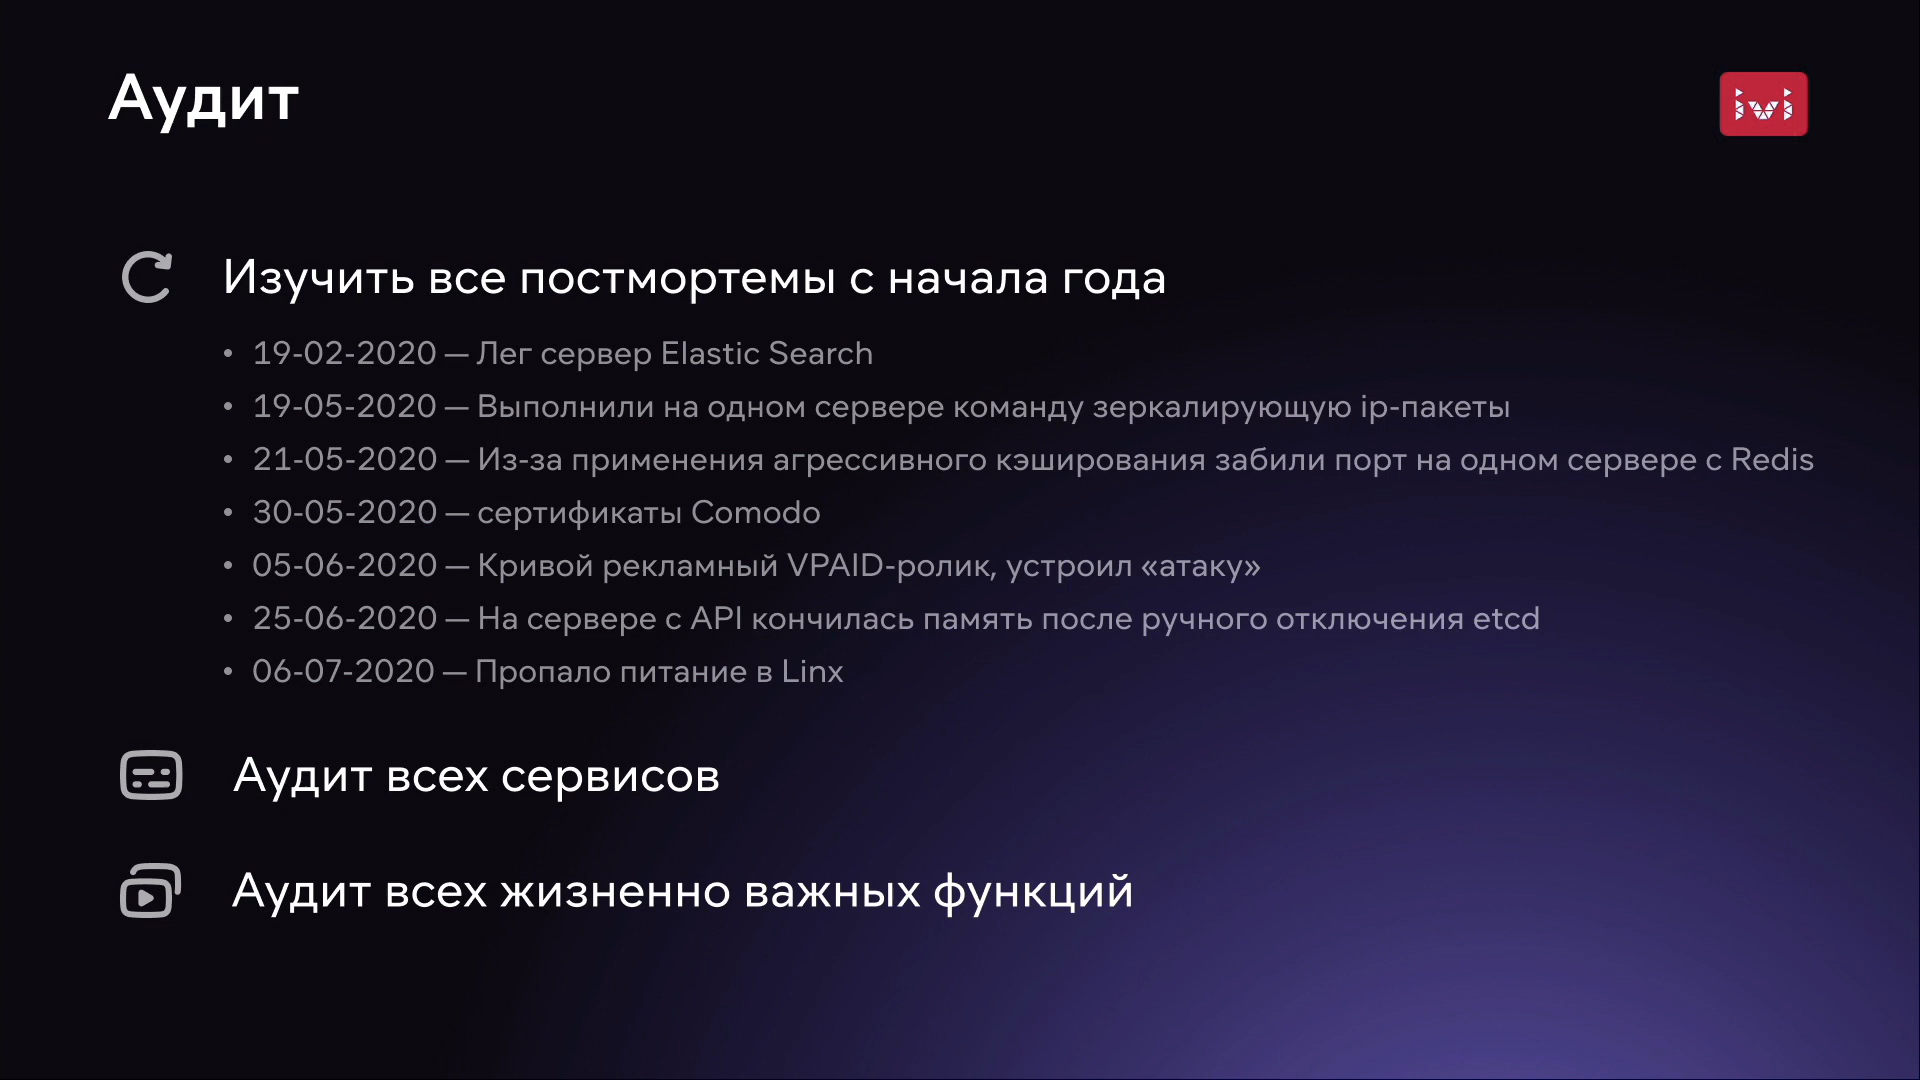 Аудит
ivi
Изучить все постмортемы с начала года
• 19-02-2020 — Лег сервер Elastic Search
• 19-05-2020 — Выполнили на одном сервере команду зеркалирующую ip-пакеты
• 21-05-2020 — Из-за применения агрессивного кэширования забили порт на одном сервере с Redis
• 30-05-2020 — сертификаты Comodo
• 05-06-2020 — Кривой рекламный VPAID-ролик, устроил «атаку»
• 25-06-2020 — На сервере с API кончилась память после ручного отключения etcd
• 06-07-2020 — Пропало питание в Linx
Аудит всех сервисов
Аудит всех жизненно важных функций